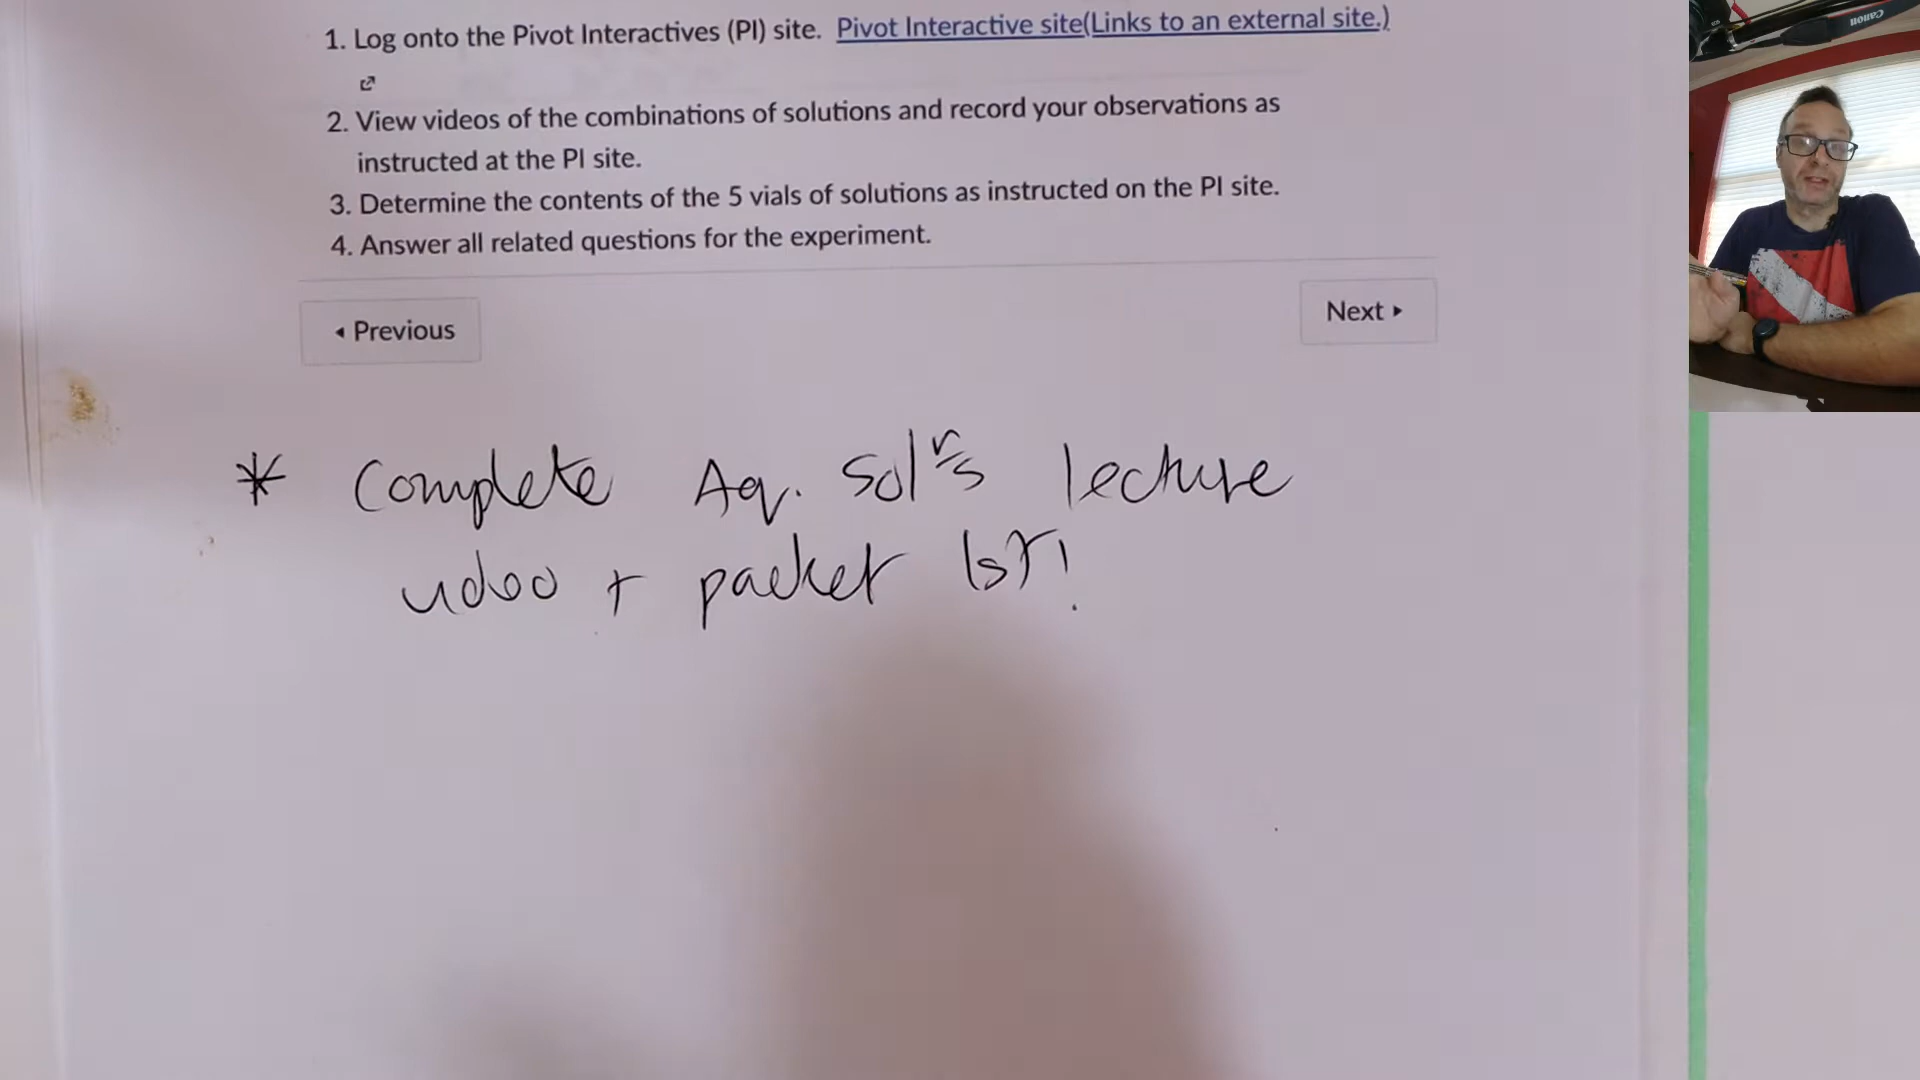 1. Log onto the Pivot Interactives (PI) site. Pivot Interactive site(Links to an external site.)
2. View videos of the combinations of solutions and record your observations as
instructed at the PI site.
3. Determine the contents of the 5 vials of solutions as instructed on the PI site.
4. Answer all related questions for the experiment.
◂ Previous
Next ▸
* Complete Aq. Solⁿs lecture
video + packet 1st!
Canon